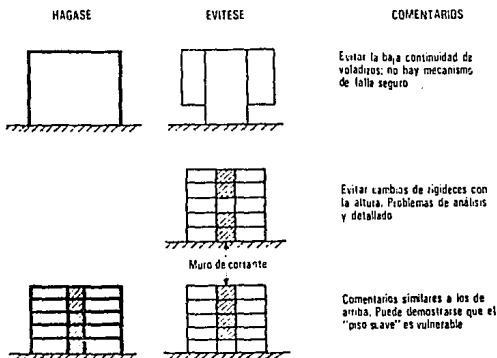 HAGASE EVITESE COMENTARIOS
Evitar la baja continuidad de
voladizos; no hay mecanismo
de falla seguro
Evitar cambios de rigideces con
la altura. Problemas de análisis
y detallado
Muro de cortante
Comentarios similares a los de
arriba. Puede demostrarse que el
"piso suave" es vulnerable